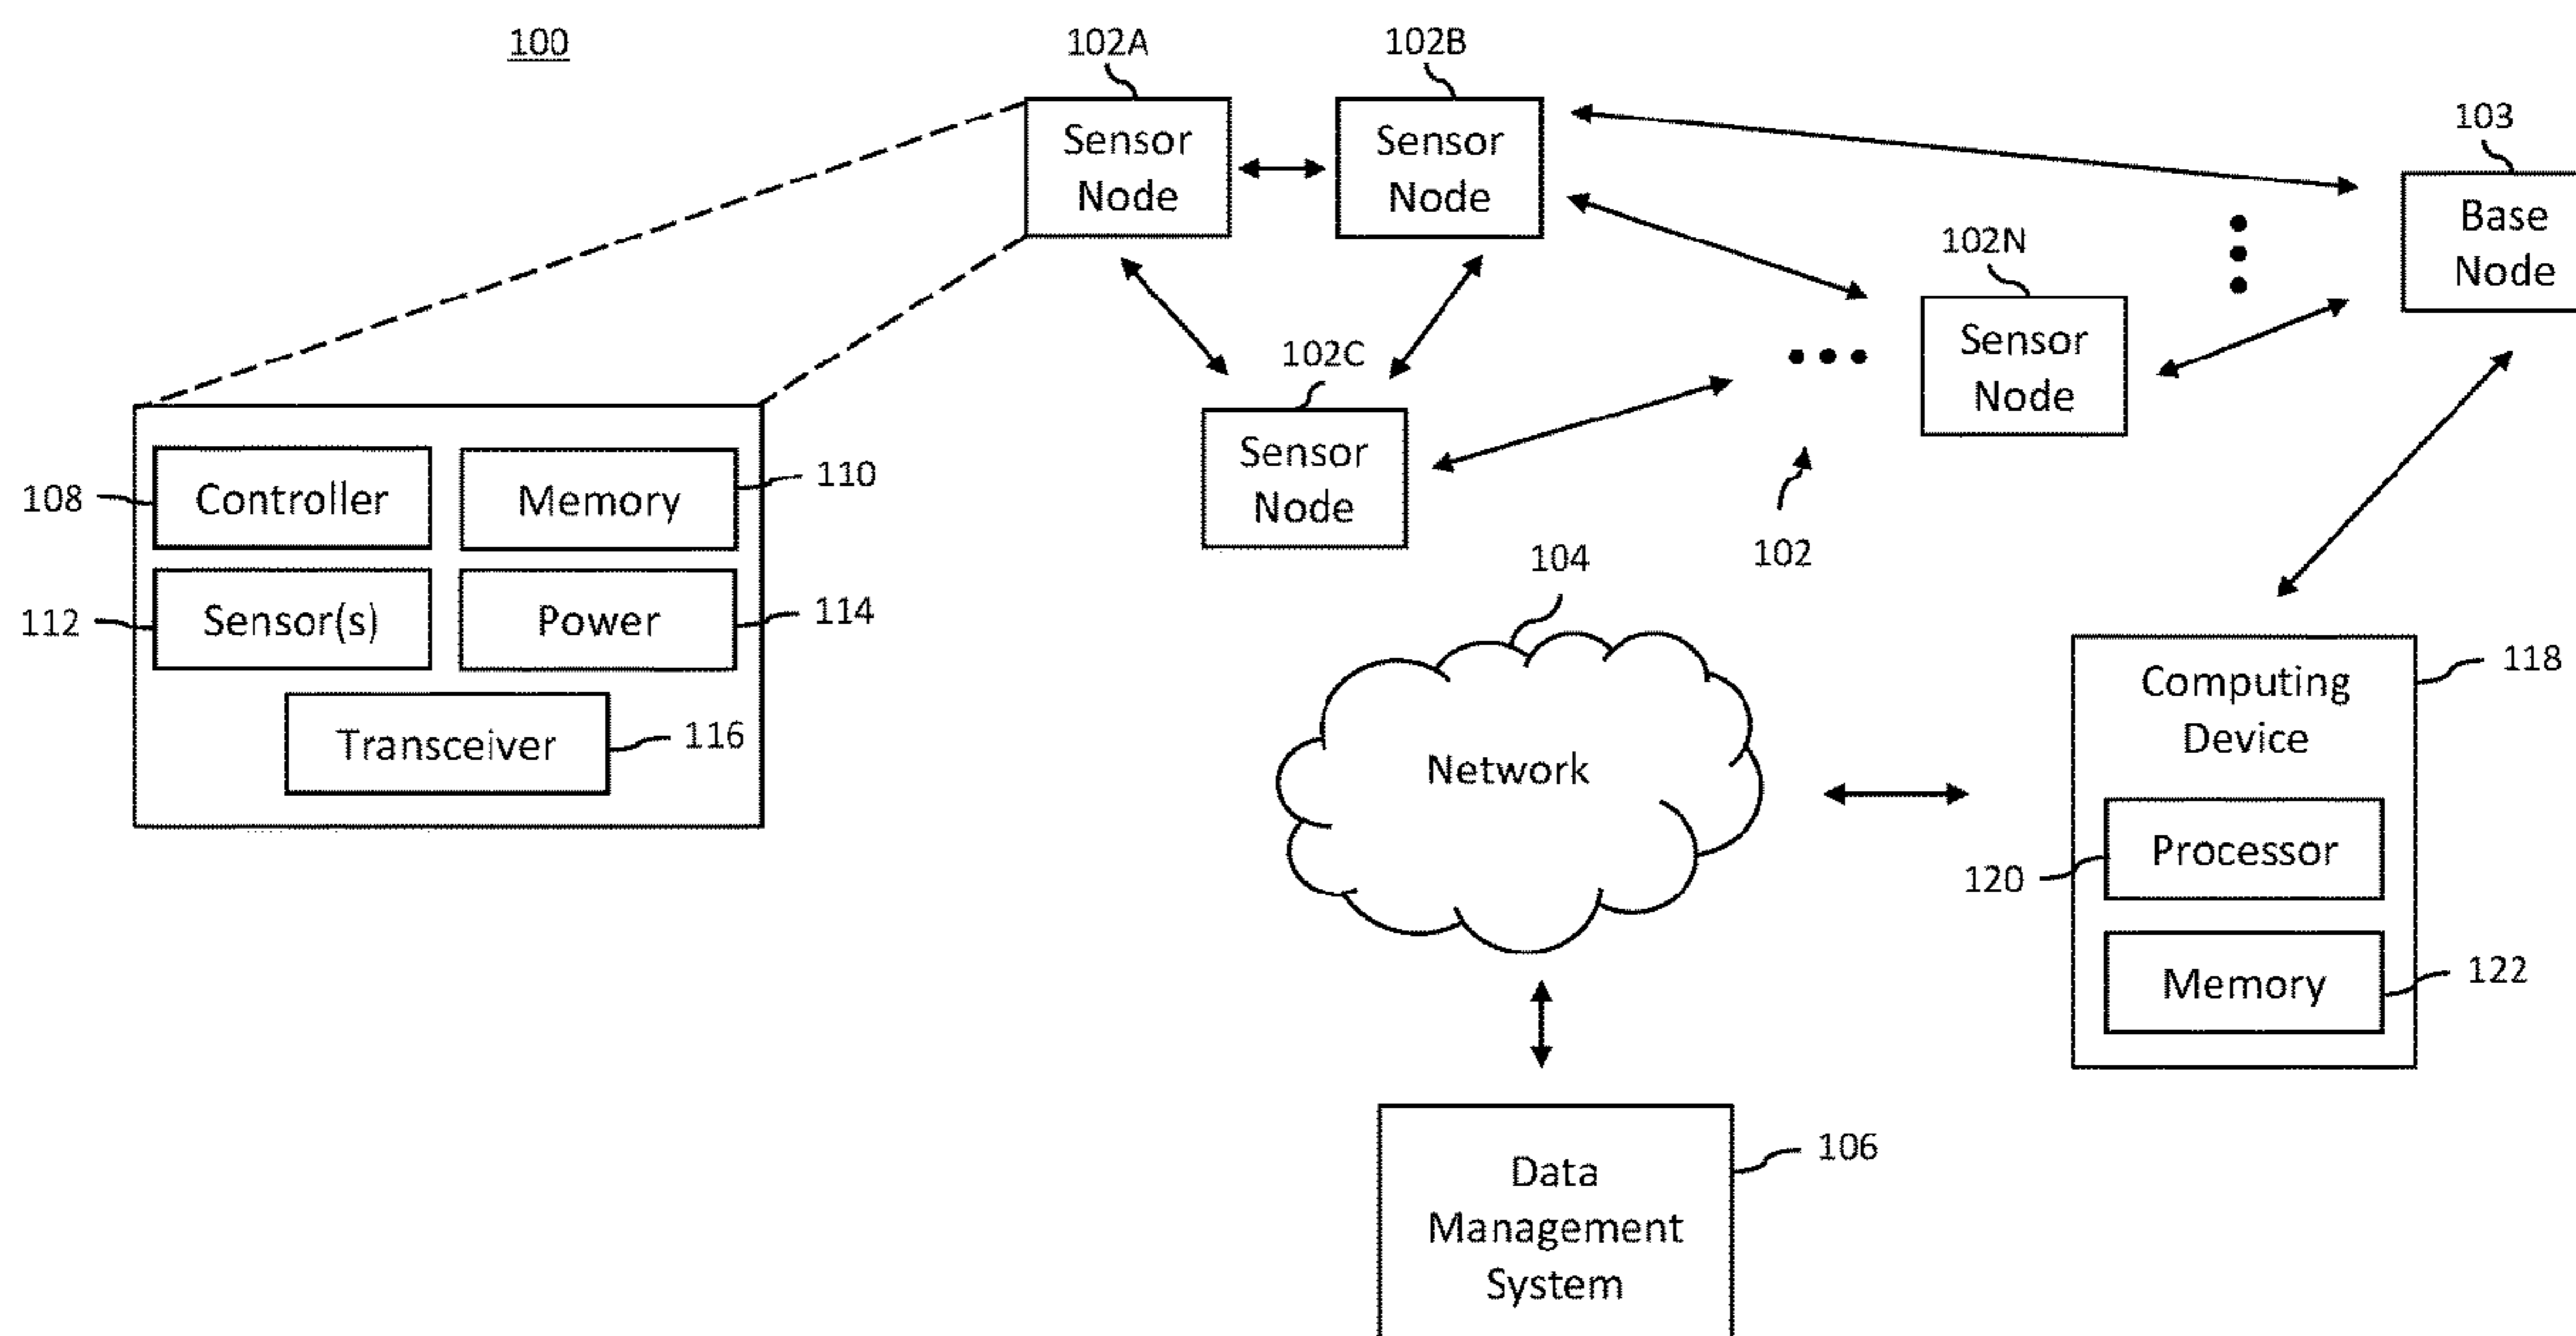 100
102A
102B
103
Sensor
Node
Sensor
Node
Base
Node
102N
Sensor
Node
102C
Sensor
Node
102
108
Controller
Memory
110
112
Sensor(s)
Power
114
Transceiver
116
104
Network
118
Computing
Device
120
Processor
Memory
122
106
Data
Management
System